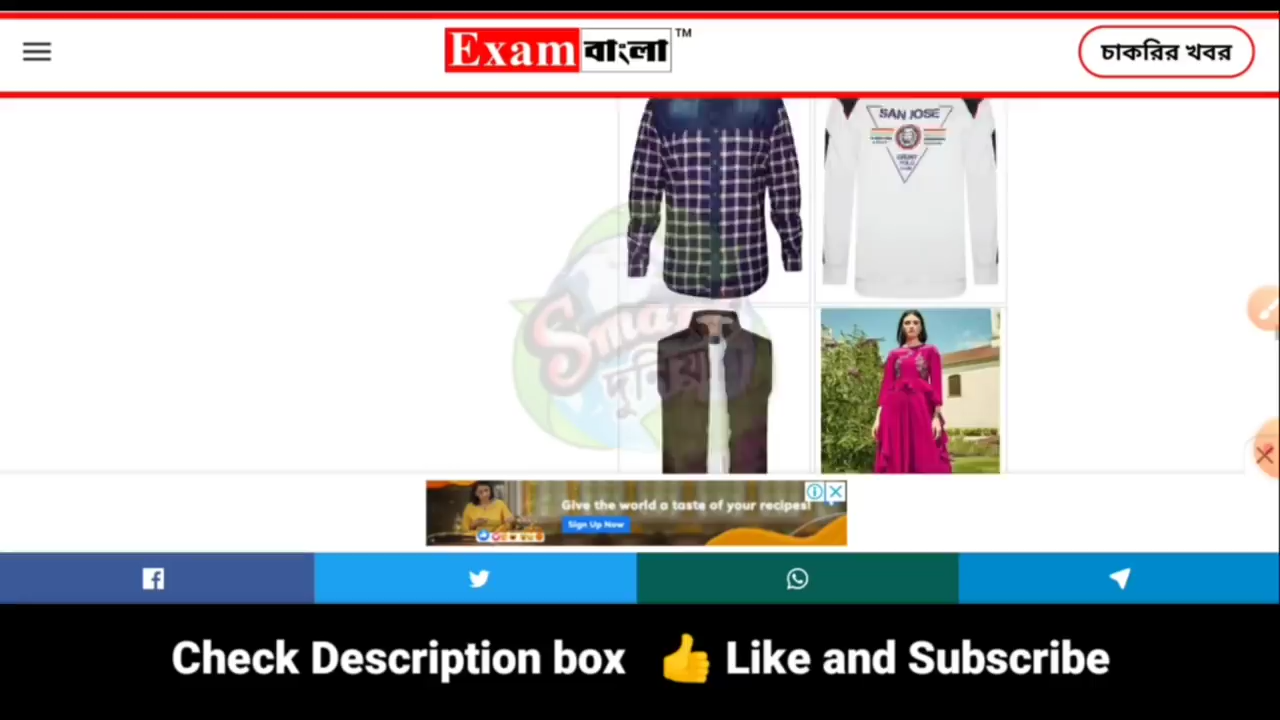 Exam বাংলা TM
চাকরির খবর
SAN JOSE
Smart
দুনিয়া
Give the world a taste of your recipes!
Sign Up Now
Check Description box 👍 Like and Subscribe